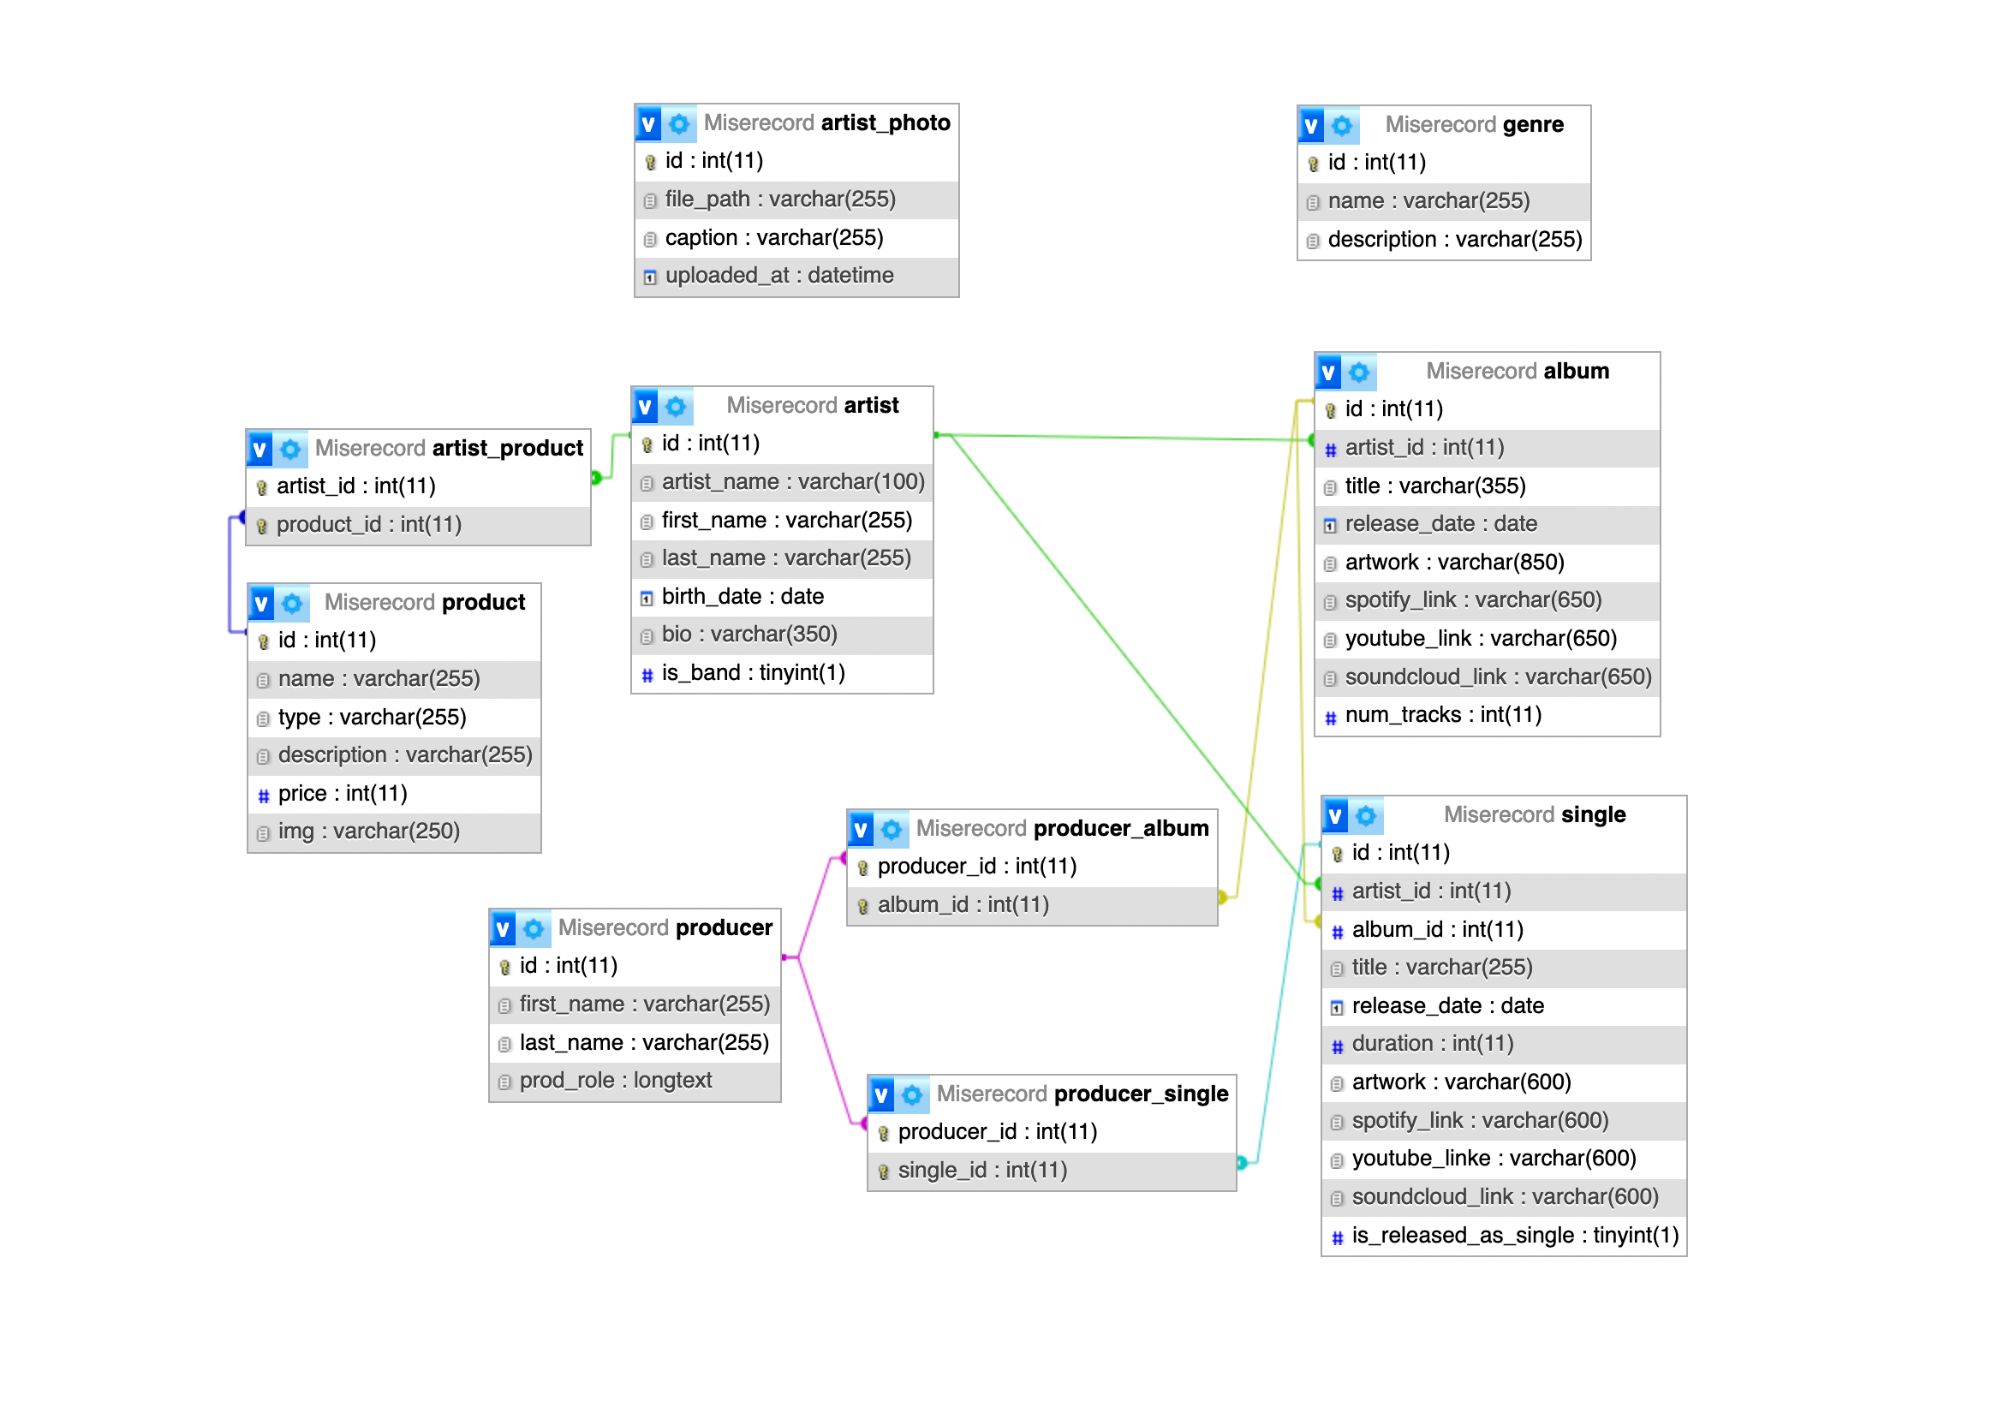 Miserecord artist_photo
id : int(11)
file_path : varchar(255)
caption : varchar(255)
uploaded_at : datetime
Miserecord genre
id : int(11)
name : varchar(255)
description : varchar(255)
Miserecord album
id : int(11)
artist_id : int(11)
title : varchar(355)
release_date : date
artwork : varchar(850)
spotify_link : varchar(650)
youtube_link : varchar(650)
soundcloud_link : varchar(650)
num_tracks : int(11)
Miserecord artist
id : int(11)
artist_name : varchar(100)
first_name : varchar(255)
last_name : varchar(255)
birth_date : date
bio : varchar(350)
is_band : tinyint(1)
Miserecord artist_product
artist_id : int(11)
product_id : int(11)
Miserecord product
id : int(11)
name : varchar(255)
type : varchar(255)
description : varchar(255)
price : int(11)
img : varchar(250)
Miserecord producer_album
producer_id : int(11)
album_id : int(11)
Miserecord single
id : int(11)
artist_id : int(11)
album_id : int(11)
title : varchar(255)
release_date : date
duration : int(11)
artwork : varchar(600)
spotify_link : varchar(600)
youtube_linke : varchar(600)
soundcloud_link : varchar(600)
is_released_as_single : tinyint(1)
Miserecord producer
id : int(11)
first_name : varchar(255)
last_name : varchar(255)
prod_role : longtext
Miserecord producer_single
producer_id : int(11)
single_id : int(11)